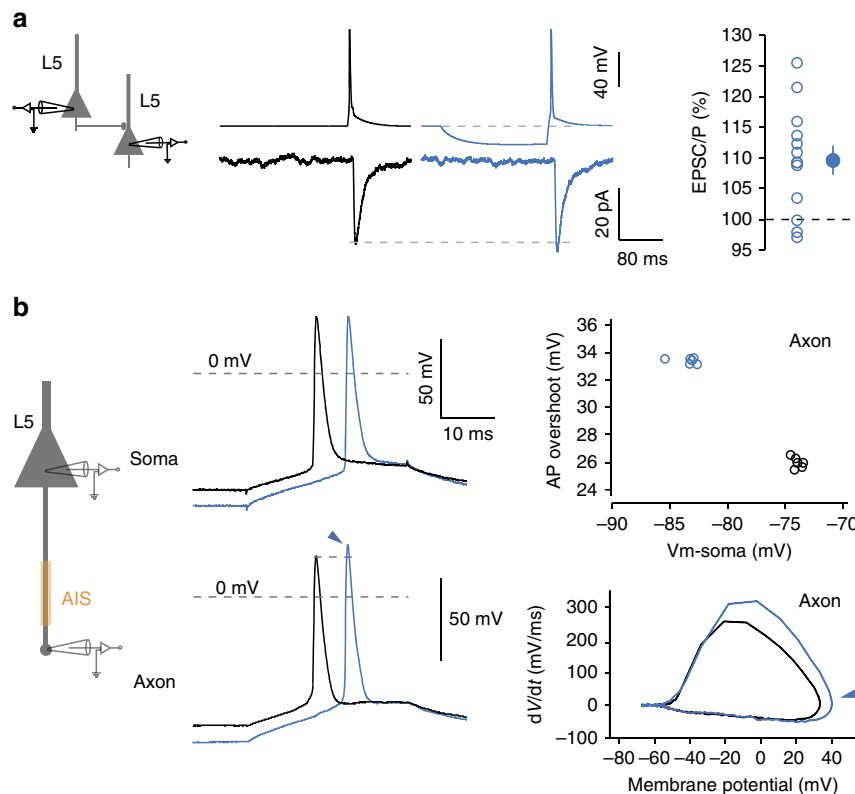 a
L5
L5
40 mV
20 pA
80 ms
EPSC/P (%)
130
125
120
115
110
105
100
95
b
L5
Soma
AIS
Axon
0 mV
50 mV
10 ms
0 mV
50 mV
Axon
AP overshoot (mV)
36
34
32
30
28
26
24
–90 –85 –80 –75 –70
Vm-soma (mV)
Axon
dV/dt (mV/ms)
300
200
100
0
–100
–80 –60 –40 –20 0 20 40
Membrane potential (mV)